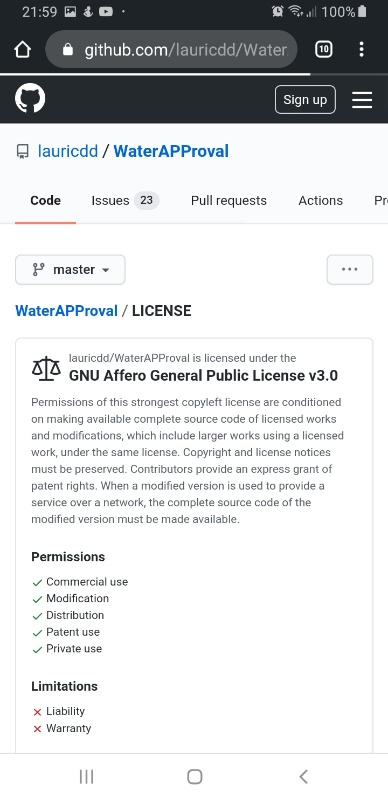 21:59
100%
github.com/lauricdd/Water
10
Sign up
lauricdd / WaterAPProval
Code
Issues 23
Pull requests
Actions
Pr
master
WaterAPProval / LICENSE
lauricdd/WaterAPProval is licensed under the
GNU Affero General Public License v3.0
Permissions of this strongest copyleft license are conditioned
on making available complete source code of licensed works
and modifications, which include larger works using a licensed
work, under the same license. Copyright and license notices
must be preserved. Contributors provide an express grant of
patent rights. When a modified version is used to provide a
service over a network, the complete source code of the
modified version must be made available.
Permissions
Commercial use
Modification
Distribution
Patent use
Private use
Limitations
Liability
Warranty